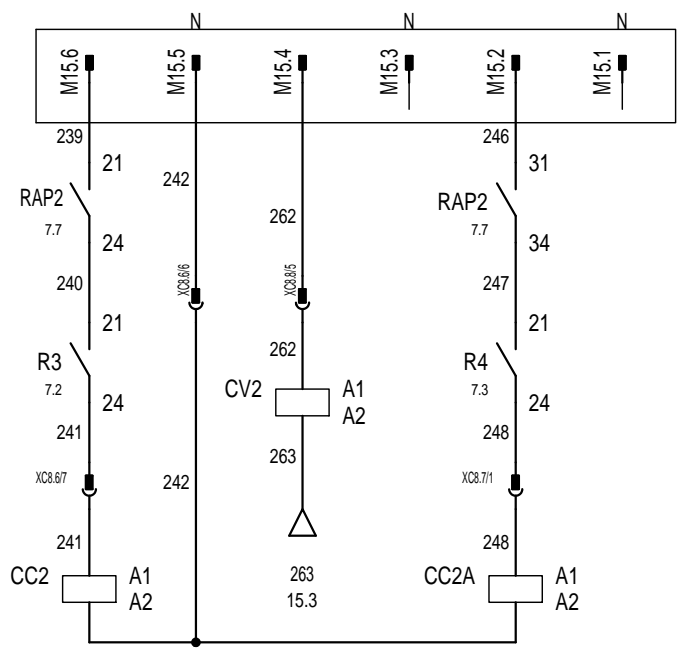 N N N
M15.6 M15.5 M15.4 M15.3 M15.2 M15.1
239 246
21 31
242
RAP2 RAP2
262
7.7 7.7
24 34
XC8.6/6 XC8.8/5
240 247
21 21
262
R3 R4
7.2 7.3
CV2 A1
24 A2 24
241 248
263
XC8.6/7 242 XC8.7/1
241 248
CC2 A1 263 CC2A A1
A2 15.3 A2